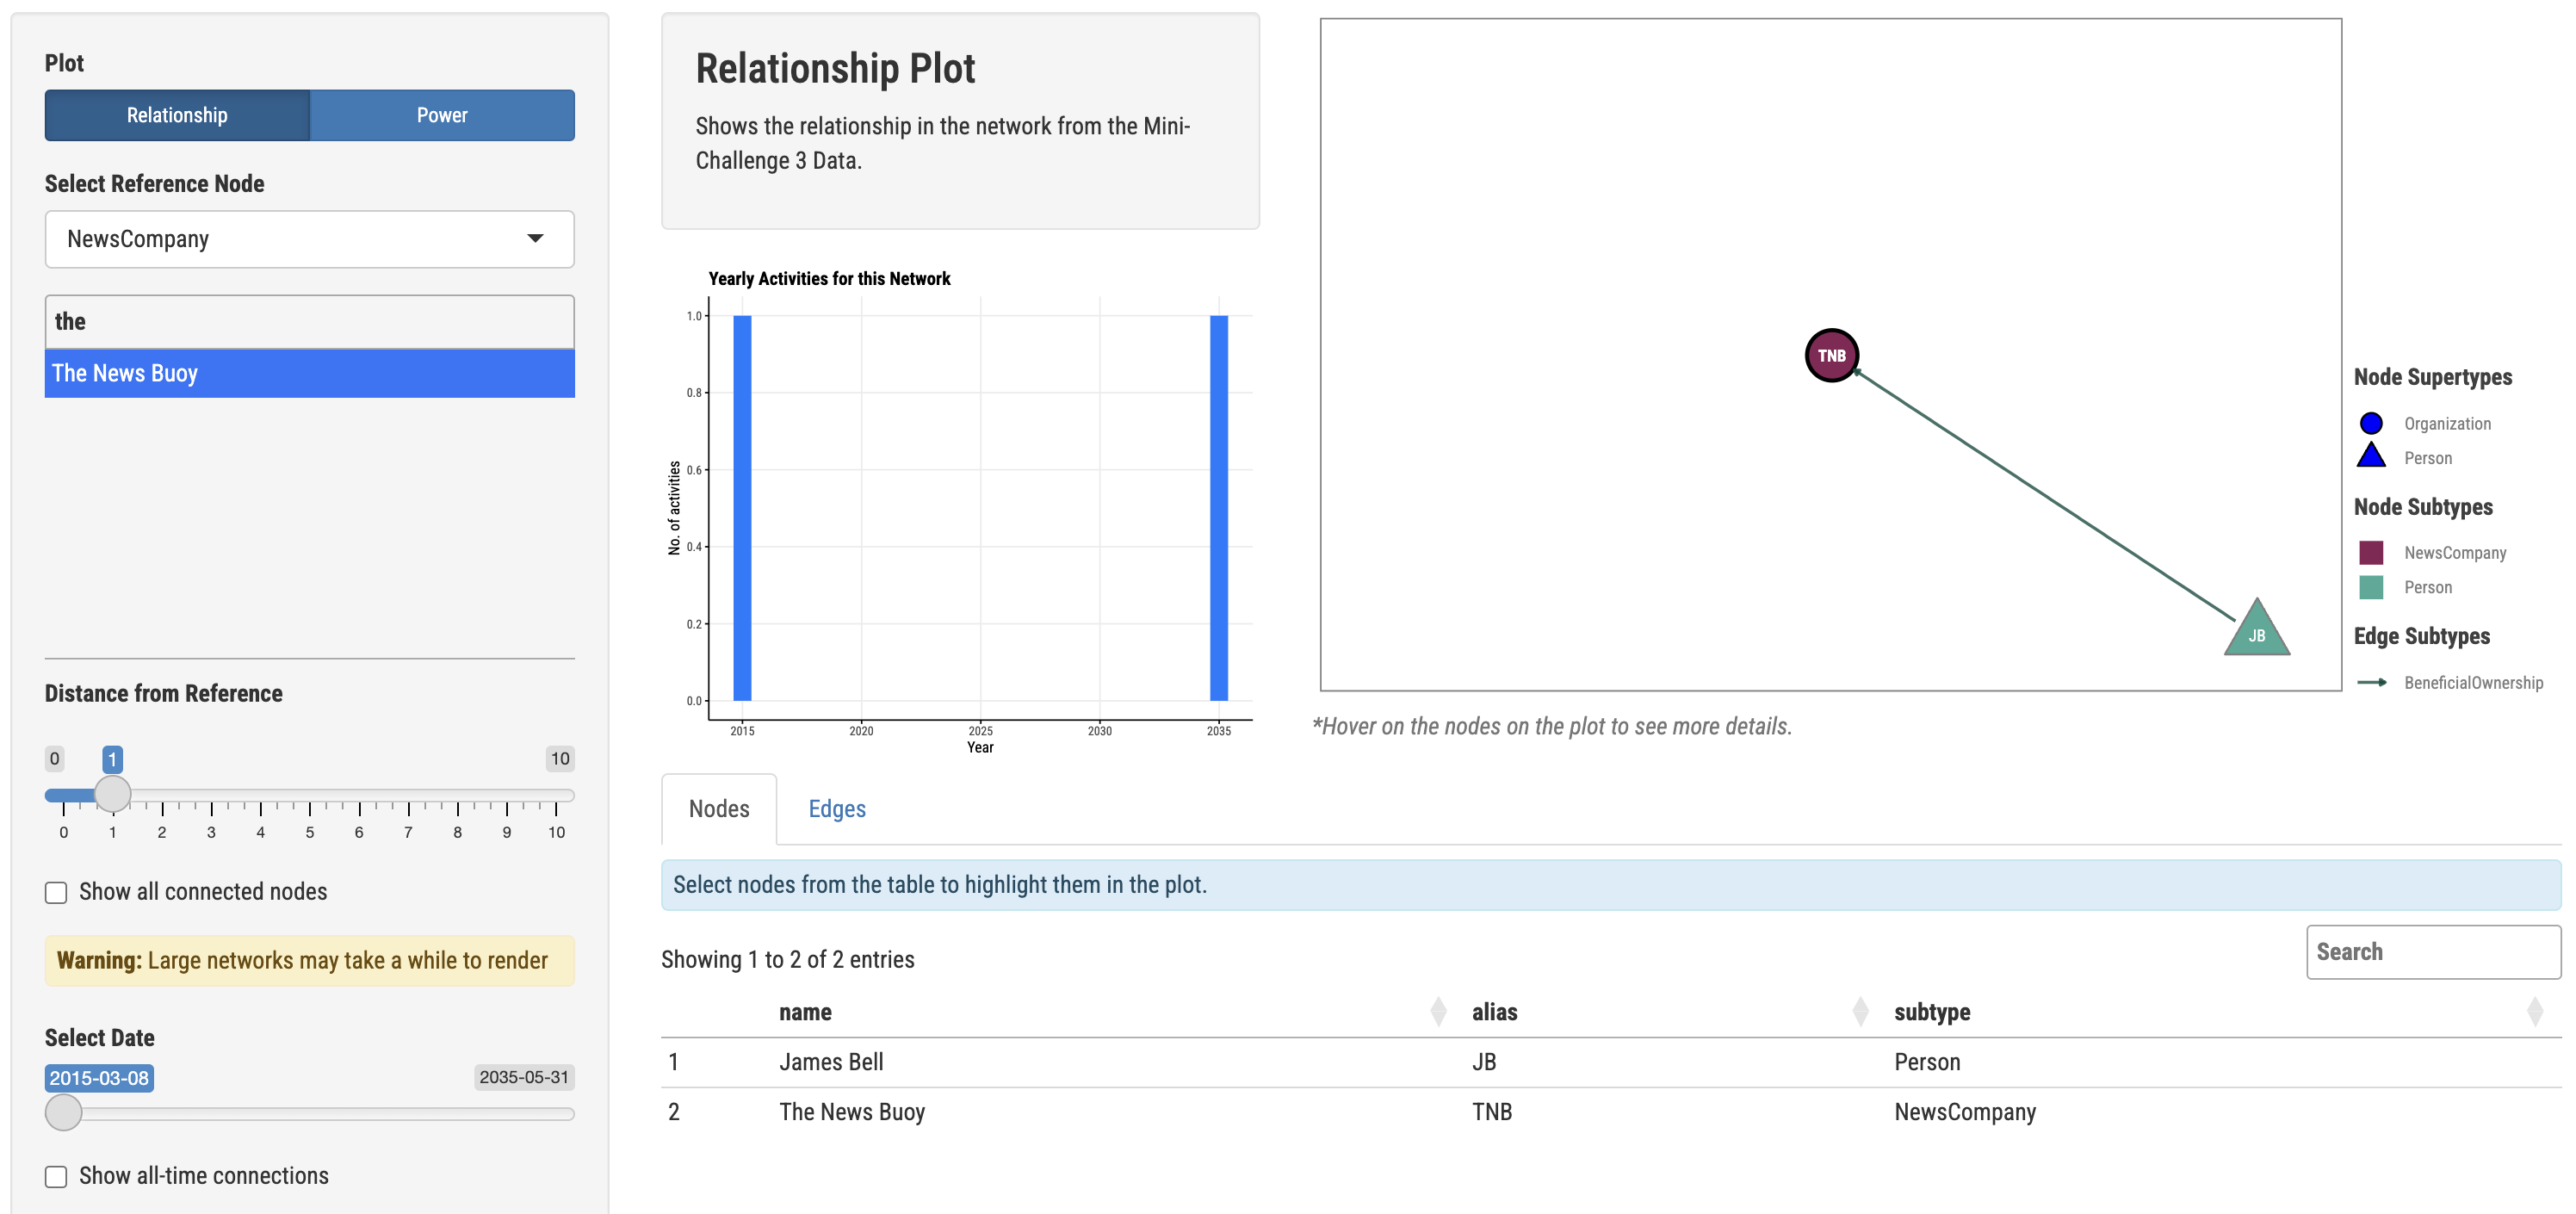 Plot
Relationship
Power
Select Reference Node
NewsCompany
the
The News Buoy
Distance from Reference
0
1
10
0 1 2 3 4 5 6 7 8 9 10
Show all connected nodes
Warning: Large networks may take a while to render
Select Date
2015-03-08
2035-05-31
Show all-time connections
Relationship Plot
Shows the relationship in the network from the Mini-
Challenge 3 Data.
Yearly Activities for this Network
No. of activities
1.0
0.8
0.6
0.4
0.2
0.0
2015 2020 2025 2030 2035
Year
TNB
JB
Node Supertypes
Organization
Person
Node Subtypes
NewsCompany
Person
Edge Subtypes
BeneficialOwnership
*Hover on the nodes on the plot to see more details.
Nodes
Edges
Select nodes from the table to highlight them in the plot.
Showing 1 to 2 of 2 entries
Search
name alias subtype
1 James Bell JB Person
2 The News Buoy TNB NewsCompany